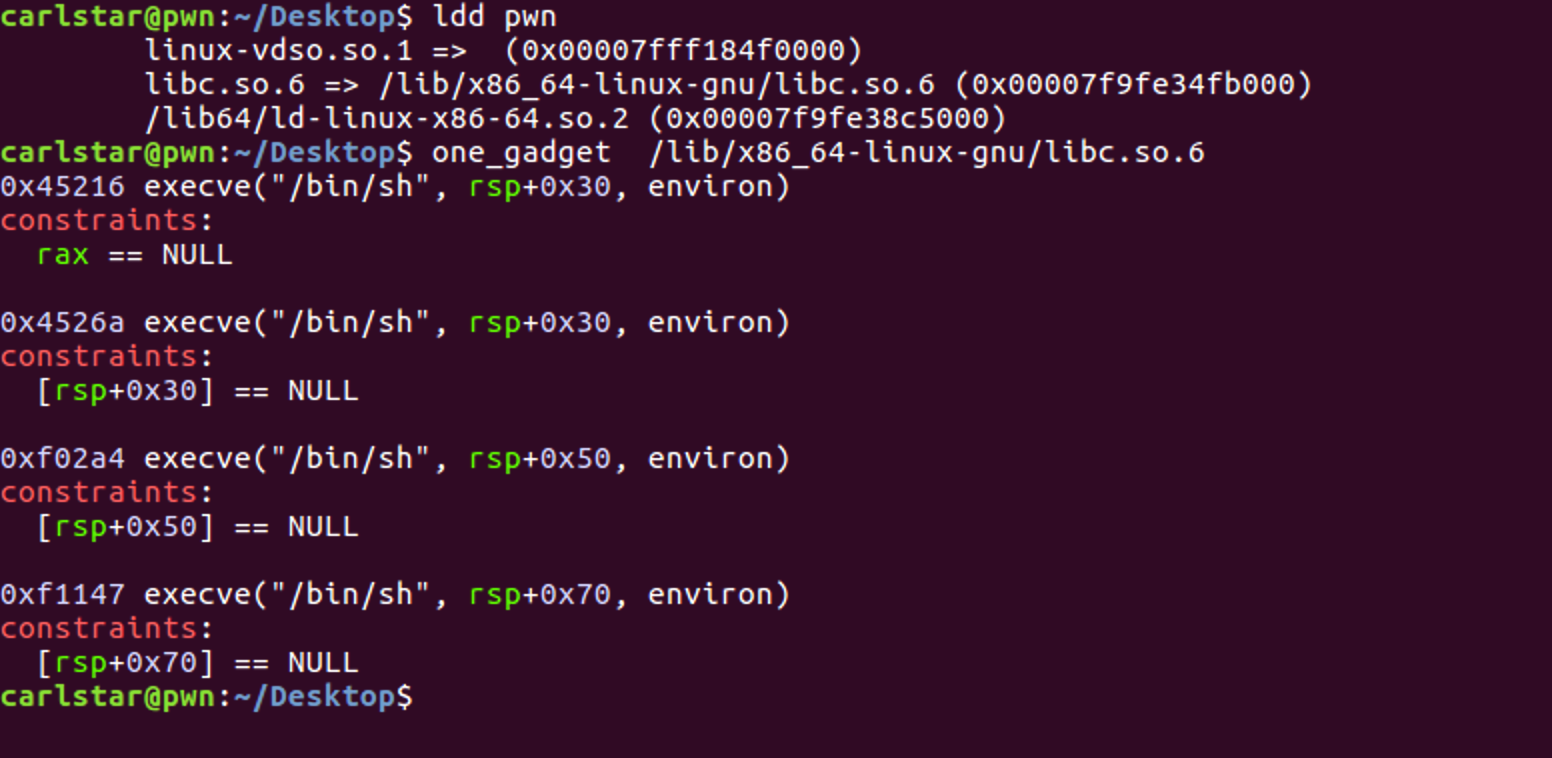 carlstar@pwn:~/Desktop$ ldd pwn
linux-vdso.so.1 =>  (0x00007fff184f0000)
libc.so.6 => /lib/x86_64-linux-gnu/libc.so.6 (0x00007f9fe34fb000)
/lib64/ld-linux-x86-64.so.2 (0x00007f9fe38c5000)
carlstar@pwn:~/Desktop$ one_gadget  /lib/x86_64-linux-gnu/libc.so.6
0x45216 execve("/bin/sh", rsp+0x30, environ)
constraints:
  rax == NULL
0x4526a execve("/bin/sh", rsp+0x30, environ)
constraints:
  [rsp+0x30] == NULL
0xf02a4 execve("/bin/sh", rsp+0x50, environ)
constraints:
  [rsp+0x50] == NULL
0xf1147 execve("/bin/sh", rsp+0x70, environ)
constraints:
  [rsp+0x70] == NULL
carlstar@pwn:~/Desktop$